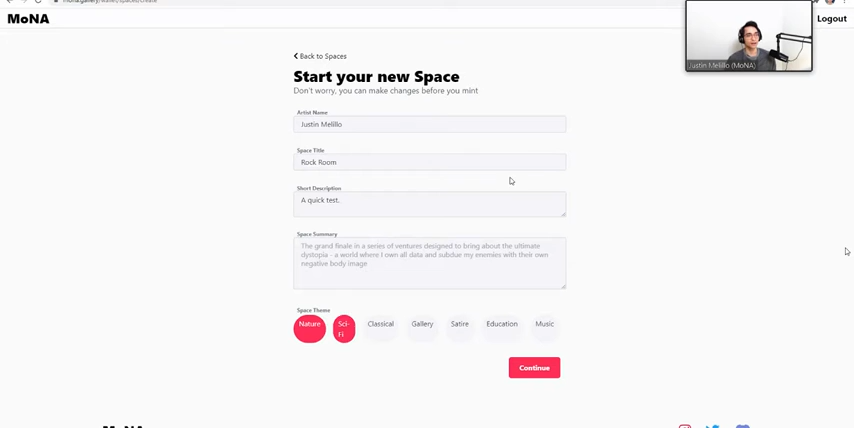 MoNA
Logout
Justin Melillo (MoNA)
Back to Spaces
Start your new Space
Don't worry, you can make changes before you mint
Artist Name
Justin Melillo
Space Title
Rock Room
Short Description
A quick test.
Space Summary
The grand finale in a series of ventures designed to bring about the ultimate
dystopia - a world where I own all data and subdue my enemies with their own
negative body image
Space Theme
Nature
Sci-
Fi
Classical
Gallery
Satire
Education
Music
Continue